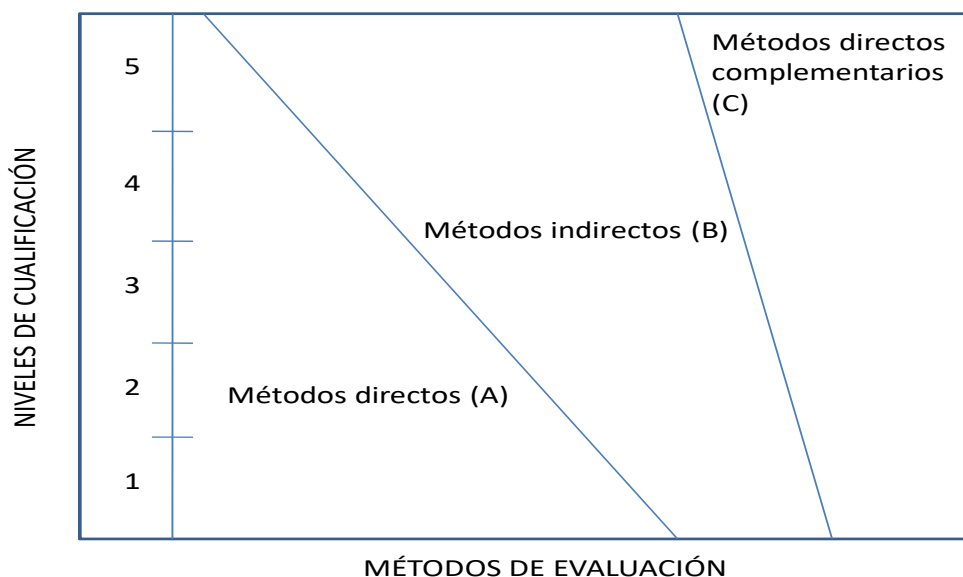 NIVELES DE CUALIFICACIÓN
5
4
3
2
1
Métodos directos
complementarios
(C)
Métodos indirectos (B)
Métodos directos (A)
MÉTODOS DE EVALUACIÓN